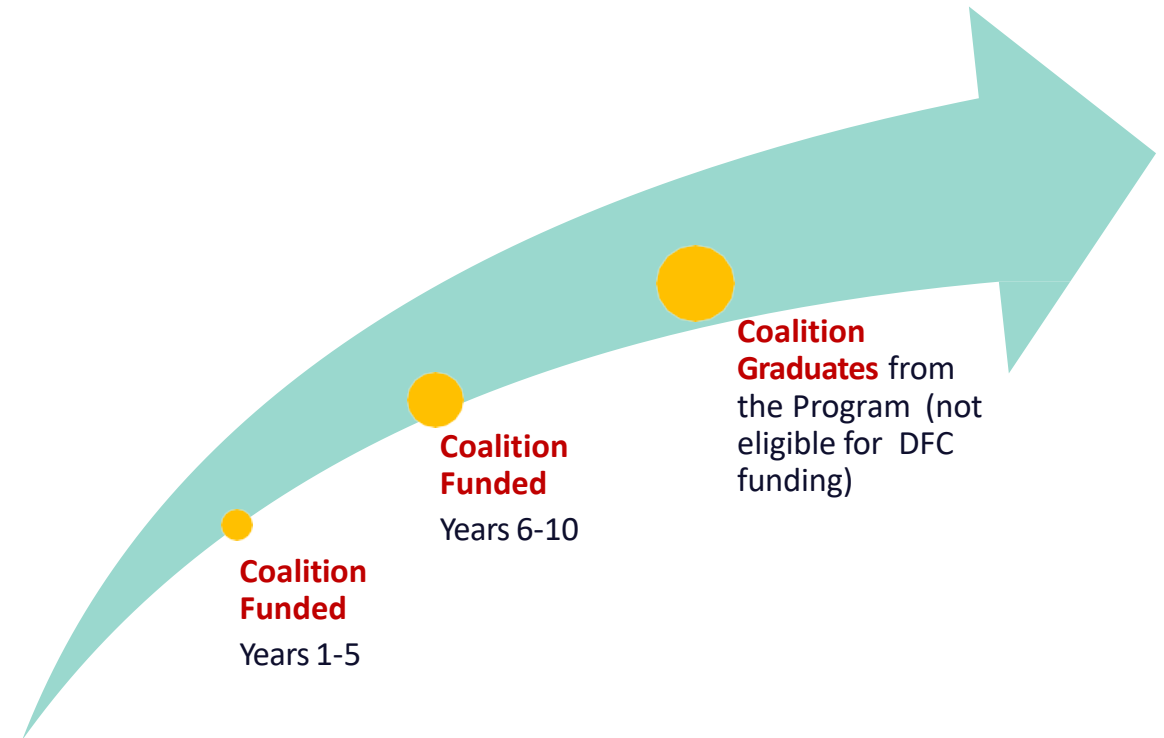 Coalition
Funded
Years 1-5
Coalition
Funded
Years 6-10
Coalition
Graduates from
the Program (not
eligible for DFC
funding)